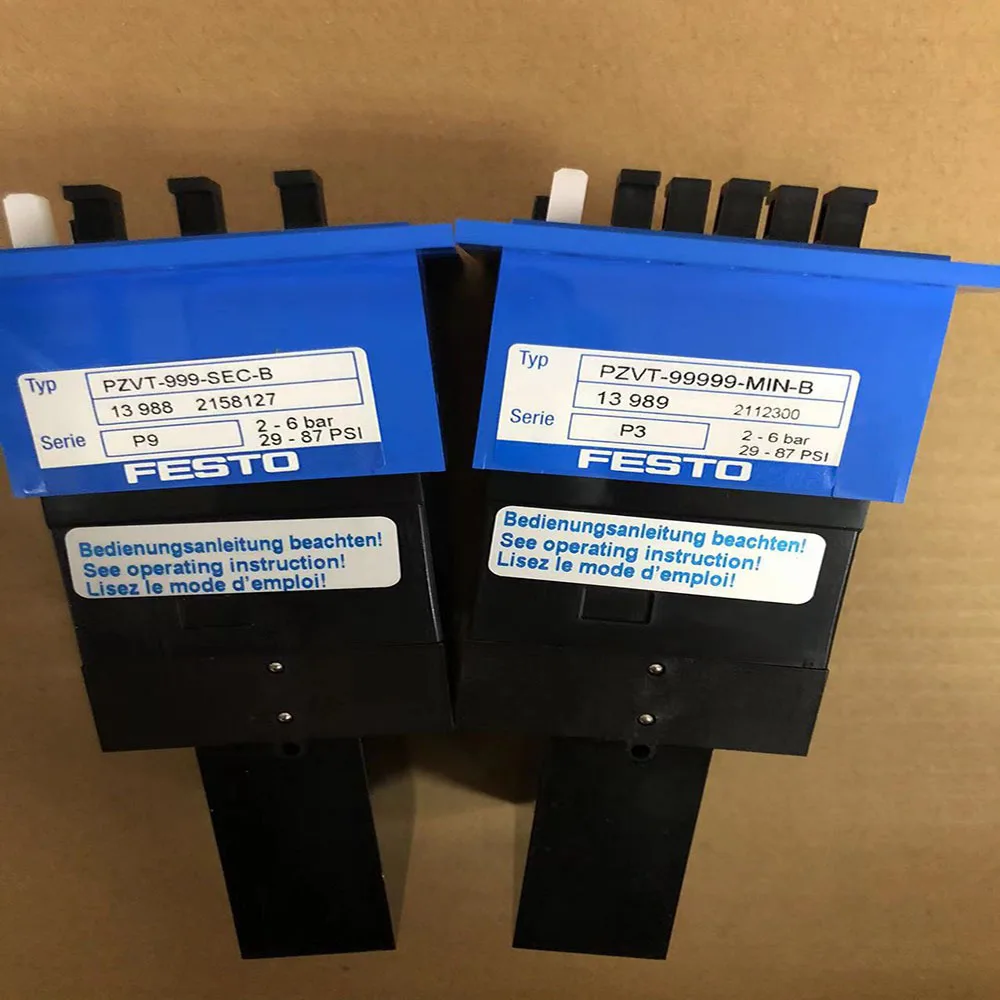 Typ PZVT-999-SEC-B
13 988 2158127
Serie P9 2 - 6 bar
29 - 87 PSI
FESTO
Bedienungsanleitung beachten!
See operating instruction!
Lisez le mode d'emploi!
Typ PZVT-99999-MIN-B
13 989 2112300
Serie P3 2 - 6 bar
29 - 87 PSI
FESTO
Bedienungsanleitung beachten!
See operating instruction!
Lisez le mode d'emploi!